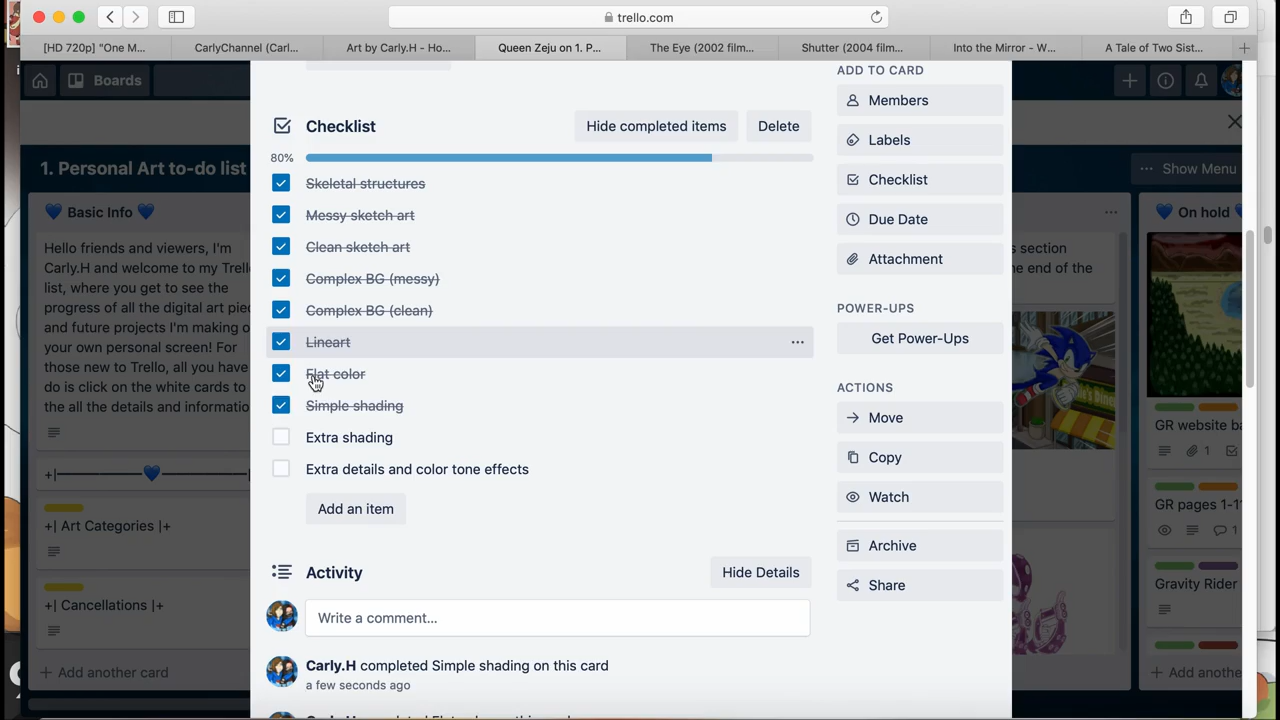 trello.com
[HD 720p] "One M...
CarlyChannel (Carl...
Art by Carly.H - Ho...
Queen Zeju on 1. P...
The Eye (2002 film...
Shutter (2004 film...
Into the Mirror - W...
A Tale of Two Sist...
Boards
1. Personal Art to-do list
Show Menu
Basic Info
Hello friends and viewers, I'm
Carly.H and welcome to my Trell
list, where you get to see the
progress of all the digital art pie
and future projects I'm making o
your own personal screen! For
those new to Trello, all you have
do is click on the white cards to
the all the details and informatio
+|
+| Art Categories |+
+| Cancellations |+
+ Add another card
Checklist
Hide completed items
Delete
80%
Skeletal structures
Messy sketch art
Clean sketch art
Complex BG (messy)
Complex BG (clean)
Lineart
Flat color
Simple shading
Extra shading
Extra details and color tone effects
Add an item
Activity
Hide Details
Write a comment...
Carly.H completed Simple shading on this card
a few seconds ago
ADD TO CARD
Members
Labels
Checklist
Due Date
Attachment
POWER-UPS
Get Power-Ups
ACTIONS
Move
Copy
Watch
Archive
Share
s section
he end of the
On hold
GR website ba
1
GR pages 1-1
1
Gravity Rider
+ Add anothe